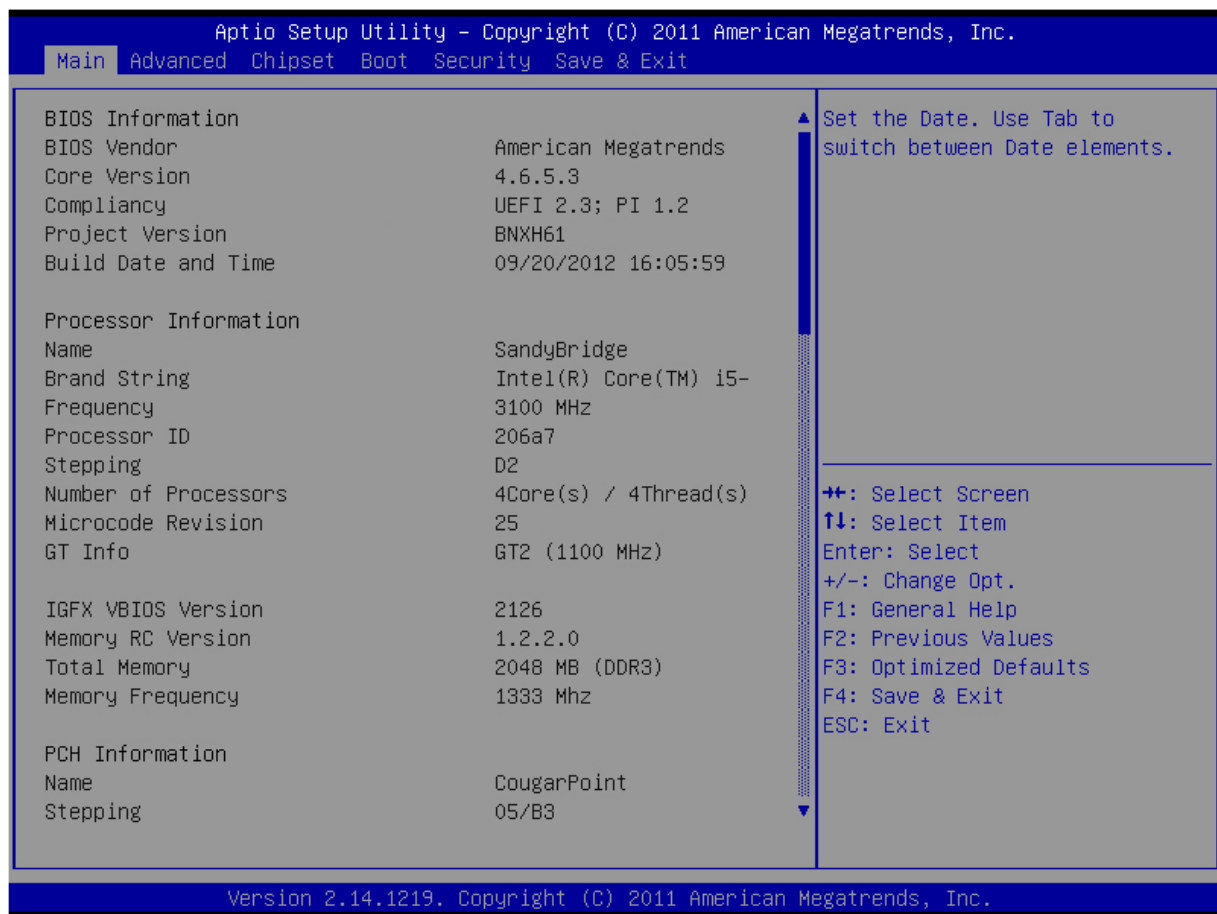 Aptio Setup Utility – Copyright (C) 2011 American Megatrends, Inc.
Main Advanced Chipset Boot Security Save & Exit
BIOS Information
BIOS Vendor American Megatrends
Core Version 4.6.5.3
Compliancy UEFI 2.3; PI 1.2
Project Version BNXH61
Build Date and Time 09/20/2012 16:05:59
Processor Information
Name SandyBridge
Brand String Intel(R) Core(TM) i5-
Frequency 3100 MHz
Processor ID 206a7
Stepping D2
Number of Processors 4Core(s) / 4Thread(s)
Microcode Revision 25
GT Info GT2 (1100 MHz)
IGFX VBIOS Version 2126
Memory RC Version 1.2.2.0
Total Memory 2048 MB (DDR3)
Memory Frequency 1333 Mhz
PCH Information
Name CougarPoint
Stepping 05/B3
Set the Date. Use Tab to
switch between Date elements.
→←: Select Screen
↑↓: Select Item
Enter: Select
+/-: Change Opt.
F1: General Help
F2: Previous Values
F3: Optimized Defaults
F4: Save & Exit
ESC: Exit
Version 2.14.1219. Copyright (C) 2011 American Megatrends, Inc.